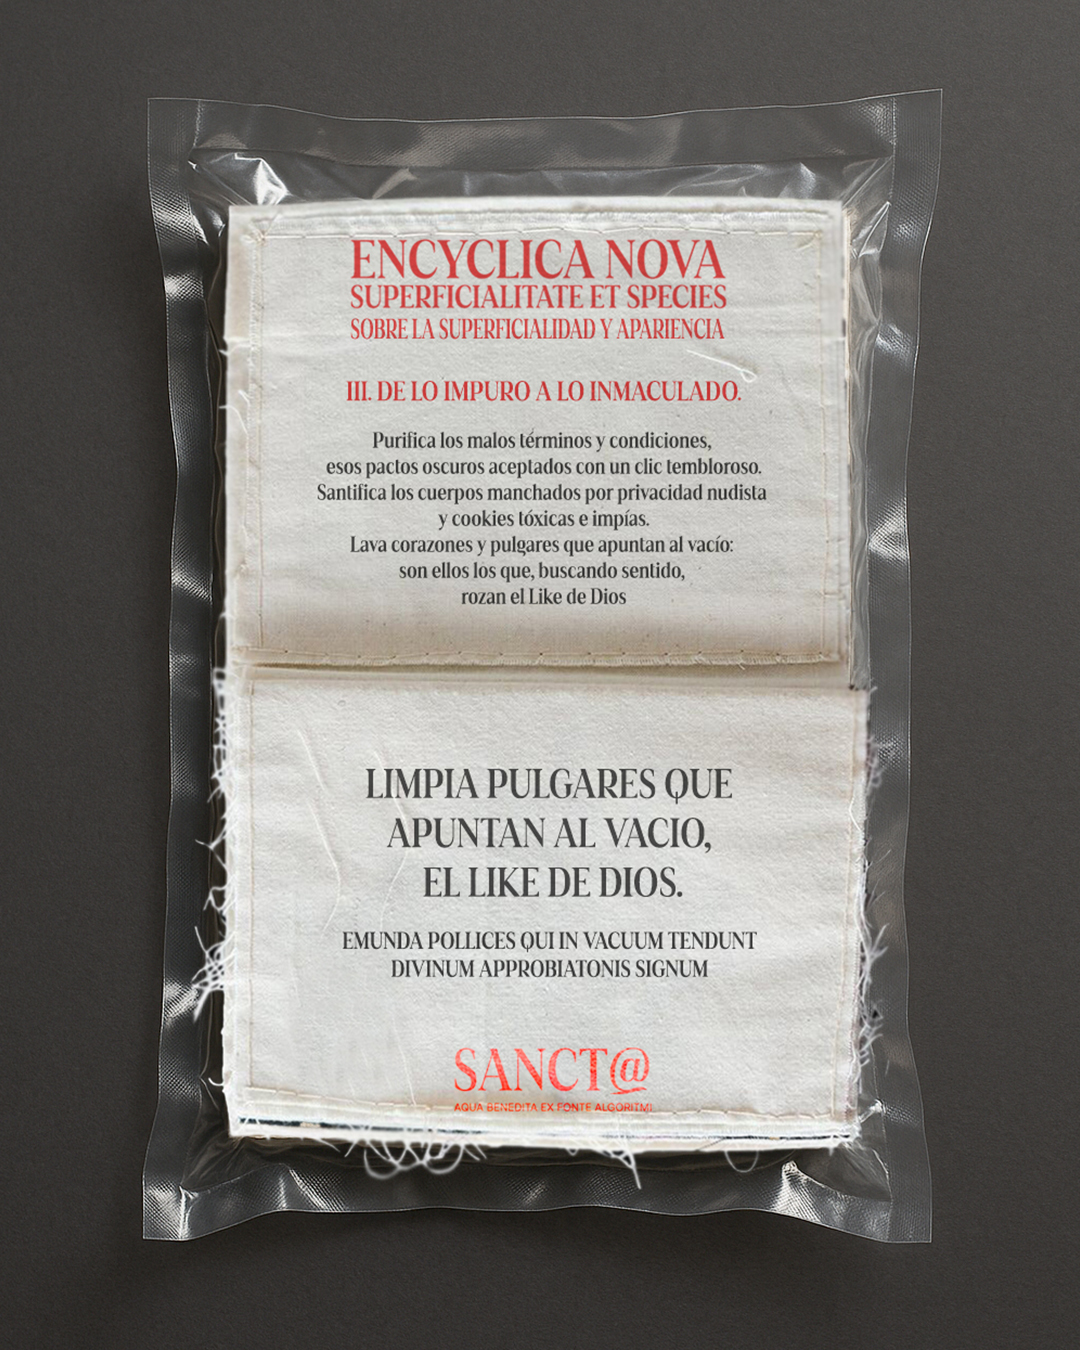 ENCYCLICA NOVA
SUPERFICIALITATE ET SPECIES
SOBRE LA SUPERFICIALIDAD Y APARIENCIA
III. DE LO IMPURO A LO INMACULADO.
Purifica los malos términos y condiciones,
esos pactos oscuros aceptados con un clic tembloroso.
Santifica los cuerpos manchados por privacidad nudista
y cookies tóxicas e impías.
Lava corazones y pulgares que apuntan al vacío:
son ellos los que, buscando sentido,
rozan el Like de Dios
LIMPIA PULGARES QUE
APUNTAN AL VACIO,
EL LIKE DE DIOS.
EMUNDA POLLICES QUI IN VACUUM TENDUNT
DIVINUM APPROBIATONIS SIGNUM
SANCT@
AQUA BENEDITA EX FONTE ALGORITMI